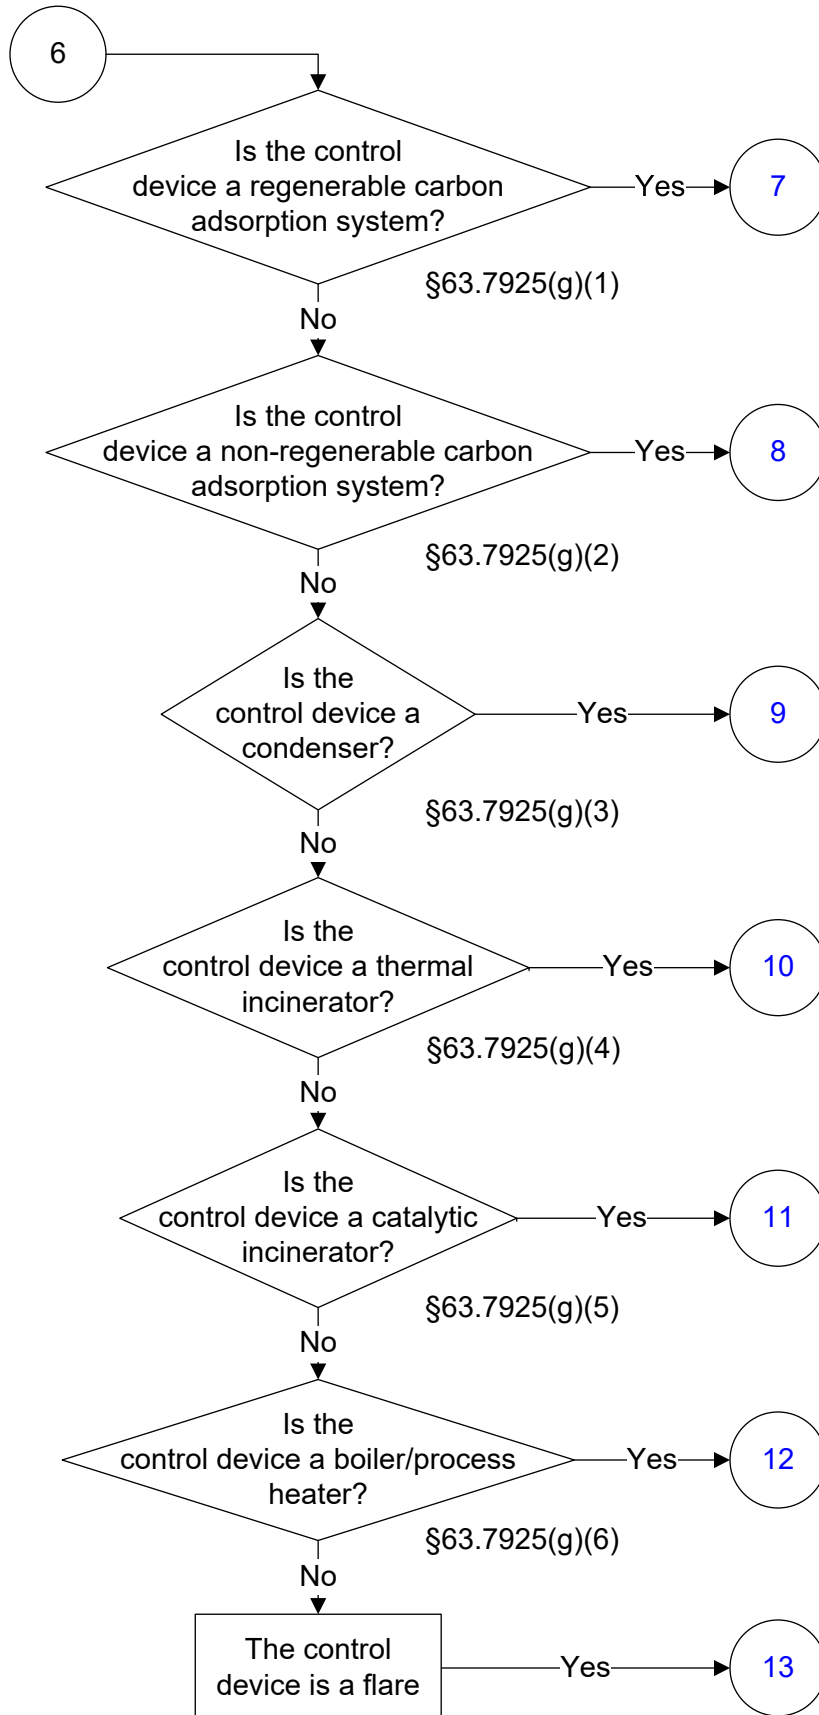 6
Is the control
device a regenerable carbon
adsorption system?
Yes
7
§63.7925(g)(1)
No
Is the control
device a non-regenerable carbon
adsorption system?
Yes
8
§63.7925(g)(2)
No
Is the
control device a
condenser?
Yes
9
§63.7925(g)(3)
No
Is the
control device a thermal
incinerator?
Yes
10
§63.7925(g)(4)
No
Is the
control device a catalytic
incinerator?
Yes
11
§63.7925(g)(5)
No
Is the
control device a boiler/process
heater?
Yes
12
§63.7925(g)(6)
No
The control
device is a flare
Yes
13